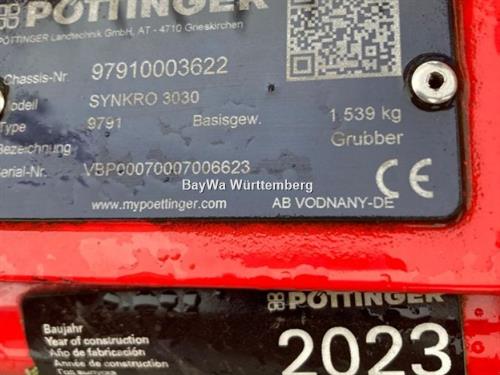 PÖTTINGER
PÖTTINGER Landtechnik GmbH, AT - 4710 Grieskirchen
Chassis-Nr. 97910003622
Modell SYNKRO 3030
Type 9791 Basisgew. 1.539 kg
Bezeichnung Grubber
Serial-Nr. VBP00070007006623
CE
BayWa Württemberg
www.mypoettinger.com AB VODNANY-DE
PÖTTINGER
Baujahr
Year of construction
Año de fabricación
Année de construction
2023